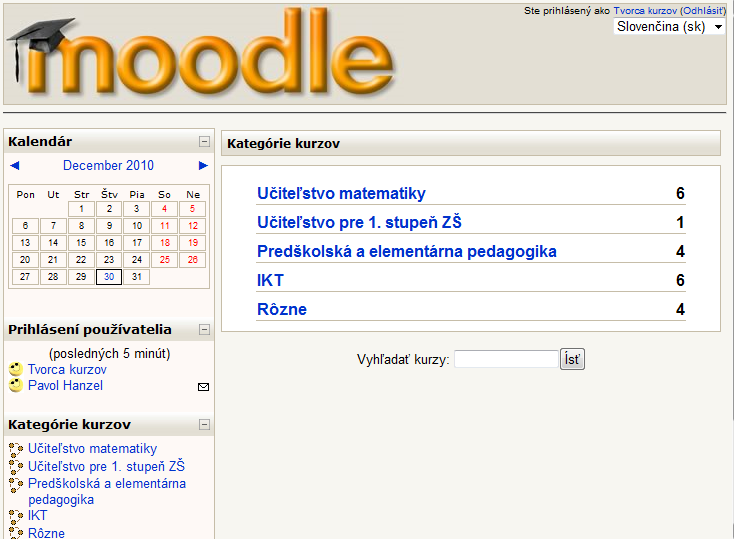 Ste prihlásený ako Tvorca kurzov (Odhlásiť)
Slovenčina (sk)
moodle
Kalendár
December 2010
Pon Ut Str Štv Pia So Ne
1 2 3 4 5
6 7 8 9 10 11 12
13 14 15 16 17 18 19
20 21 22 23 24 25 26
27 28 29 30 31
Prihlásení používatelia
(posledných 5 minút)
Tvorca kurzov
Pavol Hanzel
Kategórie kurzov
Učiteľstvo matematiky
Učiteľstvo pre 1. stupeň ZŠ
Predškolská a elementárna
pedagogika
IKT
Rôzne
Kategórie kurzov
Učiteľstvo matematiky 6
Učiteľstvo pre 1. stupeň ZŠ 1
Predškolská a elementárna pedagogika 4
IKT 6
Rôzne 4
Vyhľadať kurzy: Ísť